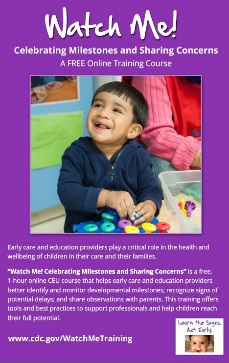 Watch Me!
Celebrating Milestones and Sharing Concerns
A FREE Online Training Course
Early care and education providers play a critical role in the health and
wellbeing of children in their care and their families.
"Watch Me! Celebrating Milestones and Sharing Concerns" is a free,
1 hour online CEU course that helps early care and education providers
better identify and monitor developmental milestones; recognize signs of
potential delays; and share observations with parents. This training offers
tools and best practices to support professionals and help children reach
their full potential.
www.cdc.gov/WatchMeTraining
Learn the Signs.
Act Early.